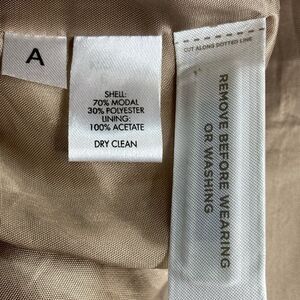 A
SHELL:
70% MODAL
30% POLYESTER
LINING:
100% ACETATE
DRY CLEAN
CUT ALONG DOTTED LINE
REMOVE BEFORE WEARING
OR WASHING